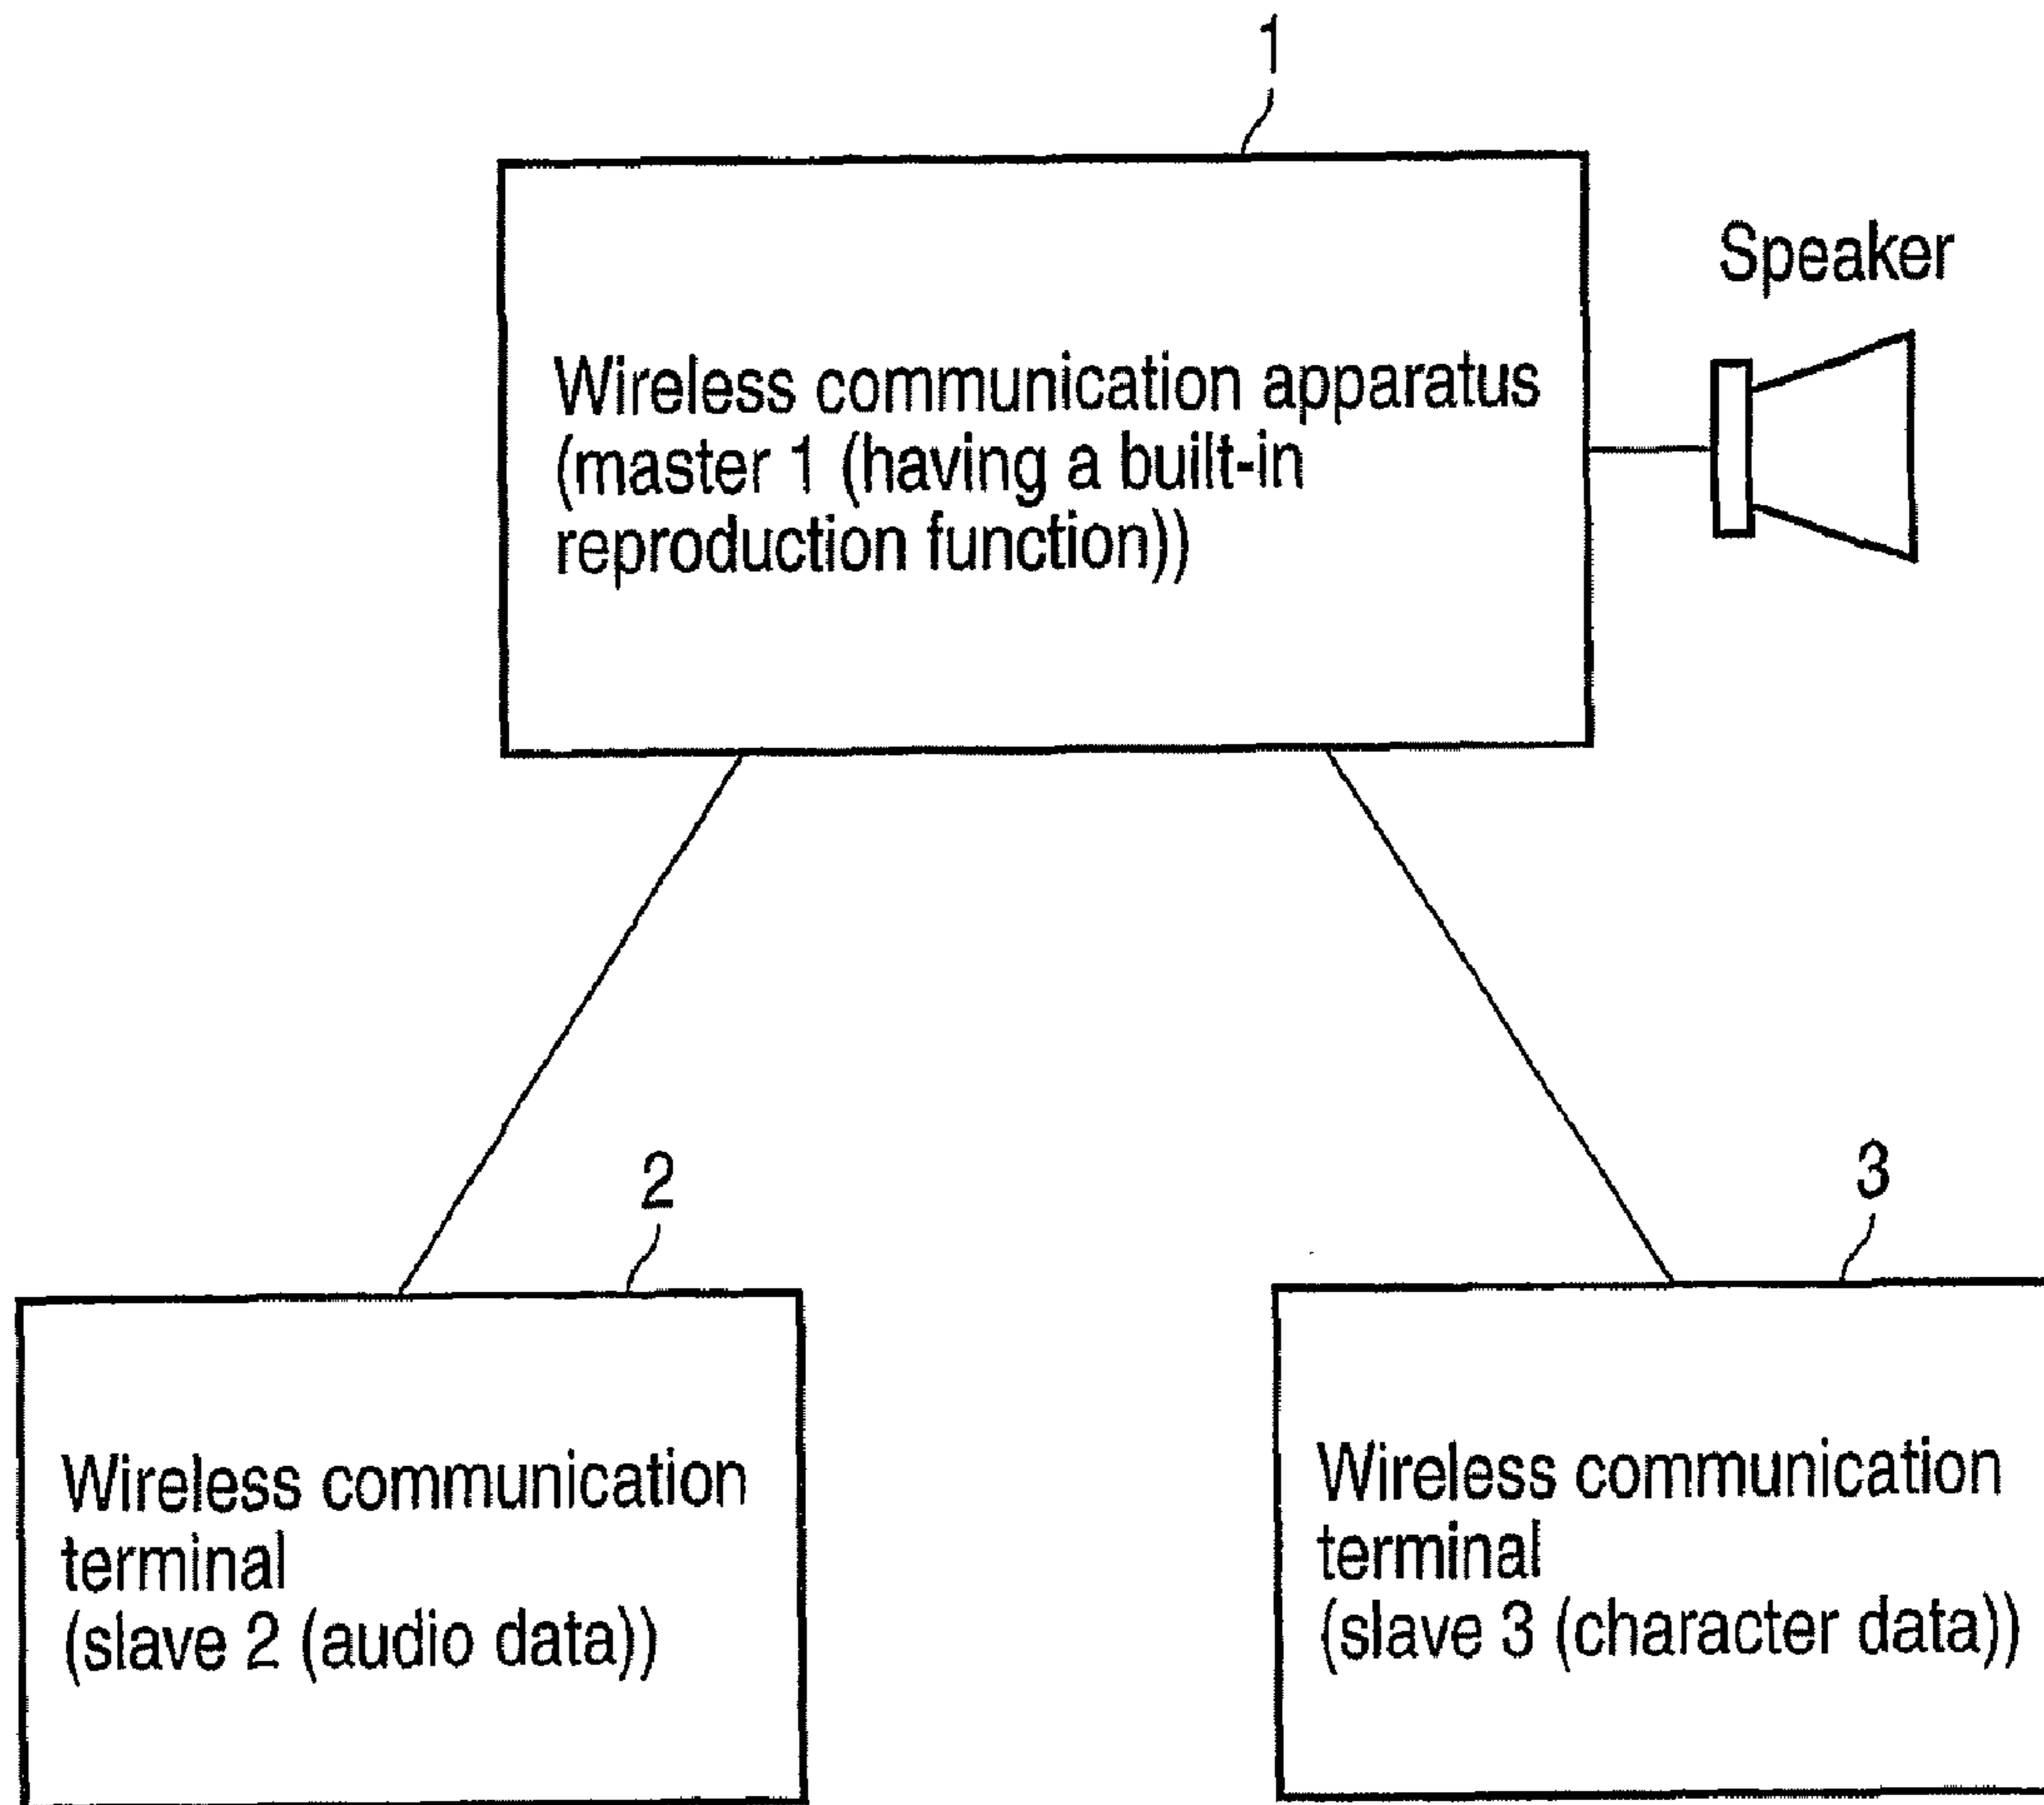 1
Speaker
Wireless communication apparatus
(master 1 (having a built-in
reproduction function))
2
3
Wireless communication
terminal
(slave 2 (audio data))
Wireless communication
terminal
(slave 3 (character data))